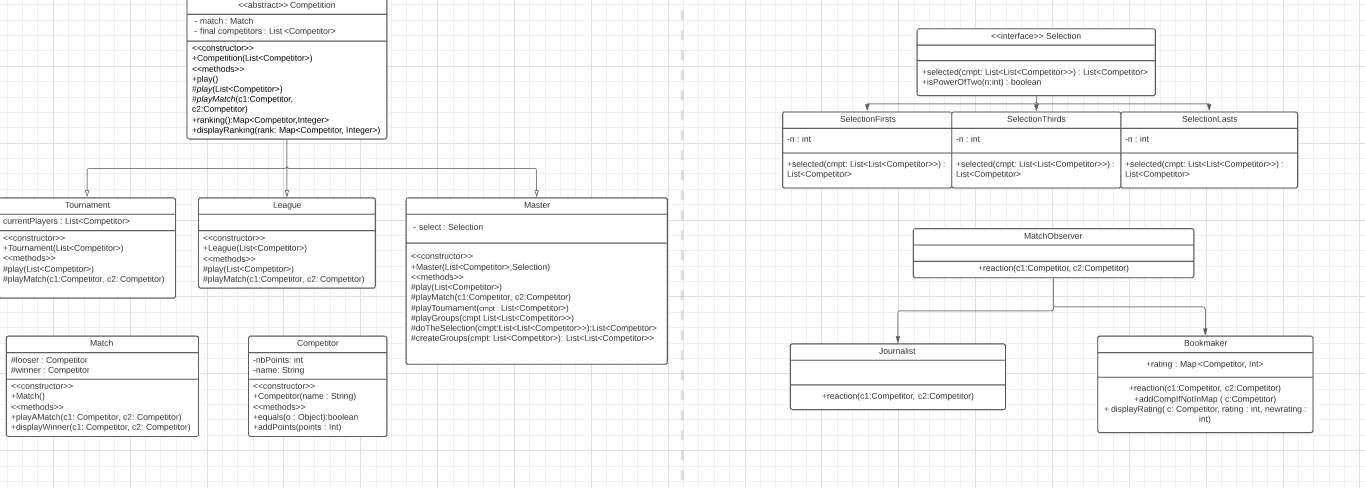 <<abstract>> Competition
- match : Match
- final competitors : List <Competitor>
<<constructor>>
+Competition(List<Competitor>)
<<methods>>
+play()
#play(List<Competitor>)
#playMatch(c1:Competitor,
c2:Competitor)
+ranking():Map<Competitor,Integer>
+displayRanking(rank: Map<Competitor, Integer>)
Tournament
currentPlayers : List<Competitor>
<<constructor>>
+Tournament(List<Competitor>)
<<methods>>
#play(List<Competitor>)
#playMatch(c1:Competitor, c2: Competitor)
League
<<constructor>>
+League(List<Competitor>)
<<methods>>
#play(List<Competitor>)
#playMatch(c1:Competitor, c2: Competitor)
Master
- select : Selection
<<constructor>>
+Master(List<Competitor>,Selection)
<<methods>>
#play(List<Competitor>)
#playMatch(c1:Competitor, c2:Competitor)
#playTournament(cmpt : List<Competitor>)
#playGroups(cmpt List<List<Competitor>>)
#doTheSelection(cmpt:List<List<Competitor>>):List<Competitor>
#createGroups(cmpt: List<Competitor>): List<List<Competitor>>
Match
#looser : Competitor
#winner : Competitor
<<constructor>>
+Match()
<<methods>>
+playAMatch(c1: Competitor, c2: Competitor)
+displayWinner(c1: Competitor, c2: Competitor)
Competitor
-nbPoints: int
-name: String
<<constructor>>
+Competitor(name : String)
<<methods>>
+equals(o : Object):boolean
+addPoints(points : Int)
<<interface>> Selection
+selected(cmpt: List<List<Competitor>>) : List<Competitor>
+isPowerOfTwo(n:int) : boolean
SelectionFirsts
-n : int
+selected(cmpt: List<List<Competitor>>) :
List<Competitor>
SelectionThirds
-n : int
+selected(cmpt: List<List<Competitor>>) :
List<Competitor>
SelectionLasts
-n : int
+selected(cmpt: List<List<Competitor>>) :
List<Competitor>
MatchObserver
+reaction(c1:Competitor, c2:Competitor)
Journalist
+reaction(c1:Competitor, c2:Competitor)
Bookmaker
+rating : Map <Competitor, Int>
+reaction(c1:Competitor, c2:Competitor)
+addCompIfNotInMap ( c:Competitor)
+ displayRating( c: Competitor, rating : int, newrating :
int)